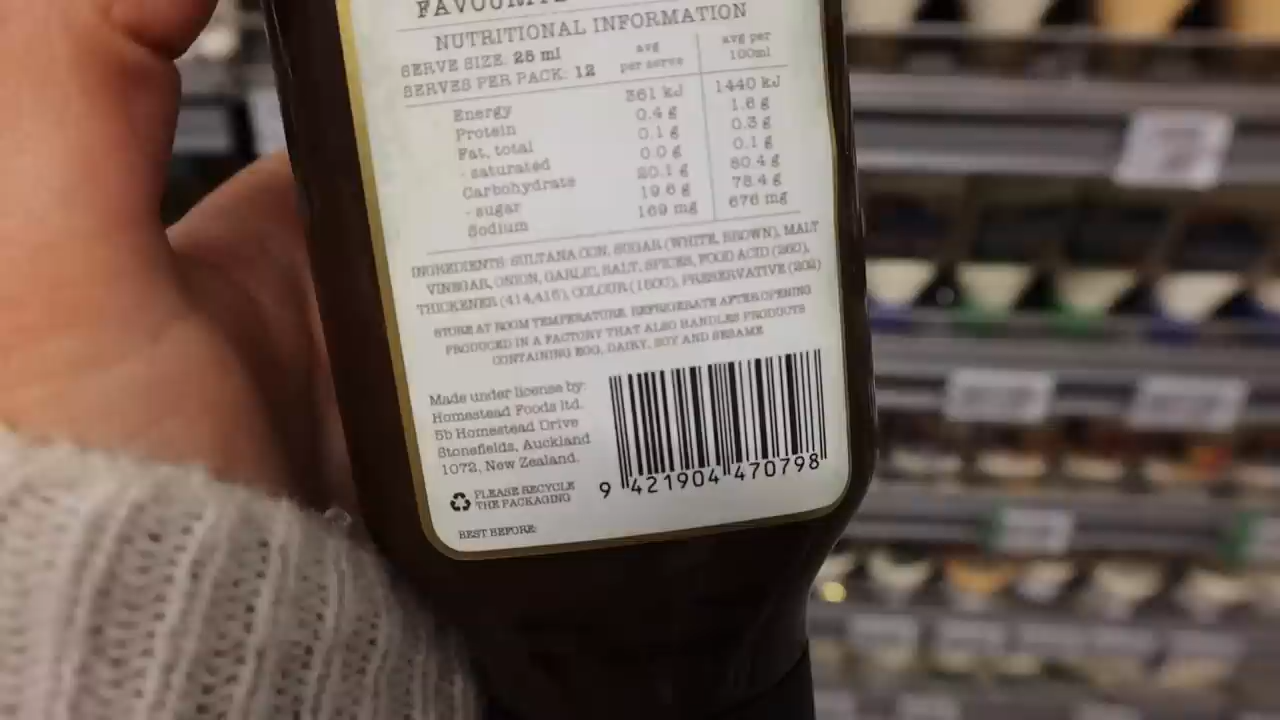 FAVOURITE
NUTRITIONAL INFORMATION
SERVE SIZE: 25 ml
SERVES PER PACK: 12
avg per serve
avg per 100ml
Energy 361 kJ 1440 kJ
Protein 0.4 g 1.6 g
Fat, total 0.1 g 0.3 g
- saturated 0.0 g 0.1 g
Carbohydrate 20.1 g 80.4 g
- sugar 19.6 g 78.4 g
Sodium 169 mg 676 mg
INGREDIENTS: SULTANA CON, SUGAR (WHITE, BROWN), MALT
VINEGAR, ONION, GARLIC, SALT, SPICES, FOOD ACID (260),
THICKENER (414,415), COLOUR (150C), PRESERVATIVE (202)
STORE AT ROOM TEMPERATURE. REFRIGERATE AFTER OPENING
PRODUCED IN A FACTORY THAT ALSO HANDLES PRODUCTS
CONTAINING EGG, DAIRY, SOY AND SESAME
Made under license by:
Homestead Foods ltd.
5b Homestead Drive
Stonefields, Auckland
1072, New Zealand.
PLEASE RECYCLE
THE PACKAGING
9 421904 470798
BEST BEFORE: